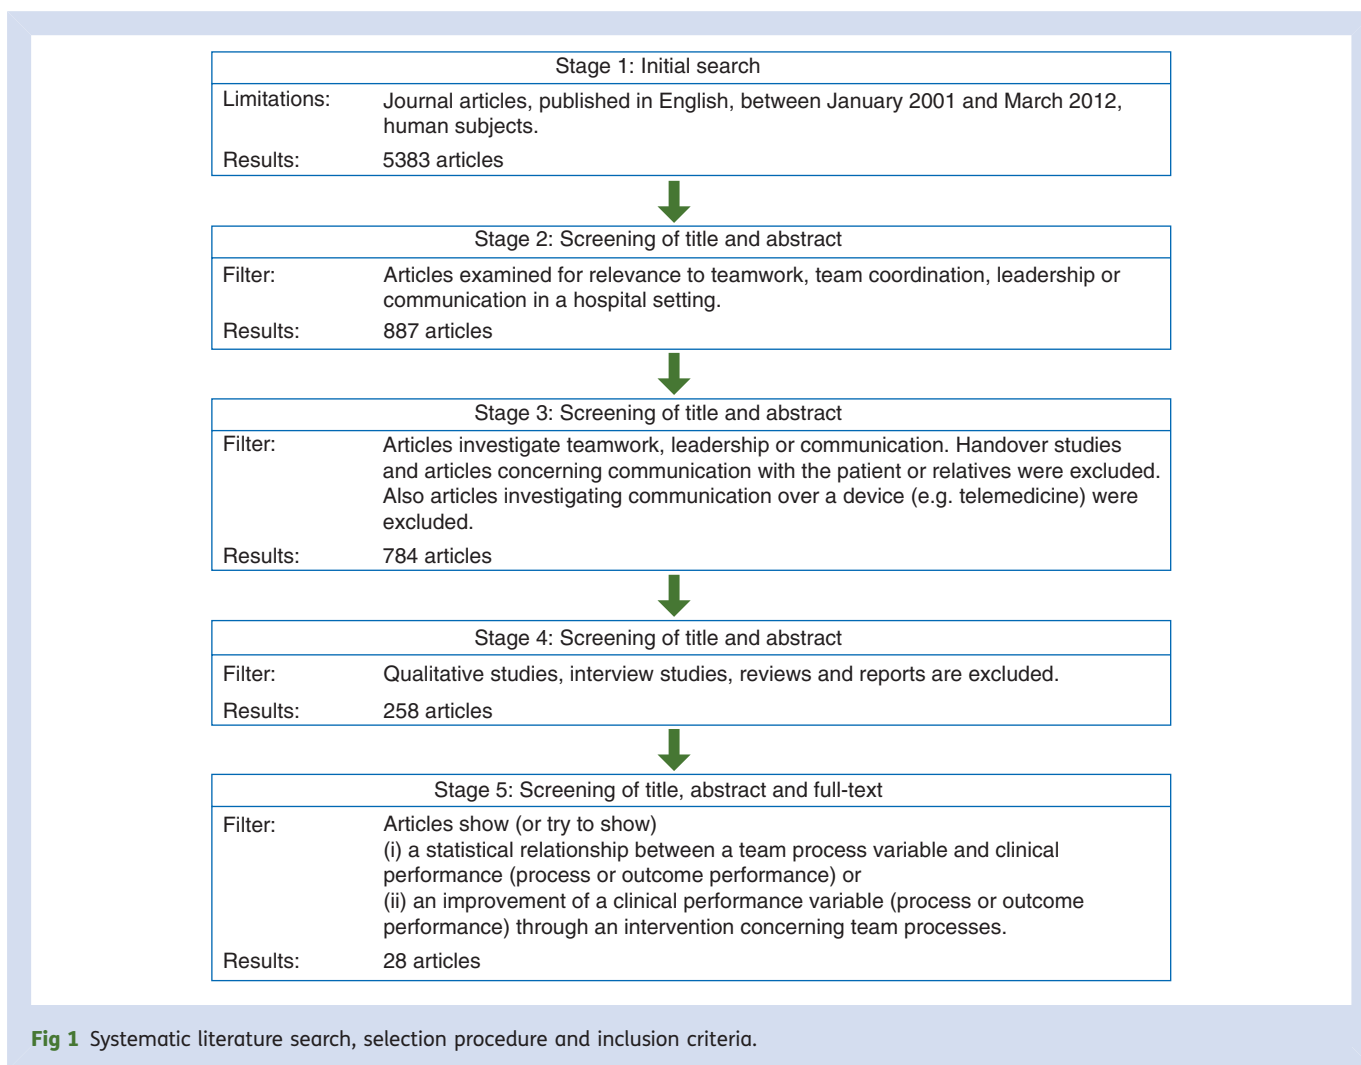 Stage 1: Initial search
Limitations: Journal articles, published in English, between January 2001 and March 2012,
human subjects.
Results: 5383 articles
Stage 2: Screening of title and abstract
Filter: Articles examined for relevance to teamwork, team coordination, leadership or
communication in a hospital setting.
Results: 887 articles
Stage 3: Screening of title and abstract
Filter: Articles investigate teamwork, leadership or communication. Handover studies
and articles concerning communication with the patient or relatives were excluded.
Also articles investigating communication over a device (e.g. telemedicine) were
excluded.
Results: 784 articles
Stage 4: Screening of title and abstract
Filter: Qualitative studies, interview studies, reviews and reports are excluded.
Results: 258 articles
Stage 5: Screening of title, abstract and full-text
Filter: Articles show (or try to show)
(i) a statistical relationship between a team process variable and clinical
performance (process or outcome performance) or
(ii) an improvement of a clinical performance variable (process or outcome
performance) through an intervention concerning team processes.
Results: 28 articles
Fig 1 Systematic literature search, selection procedure and inclusion criteria.